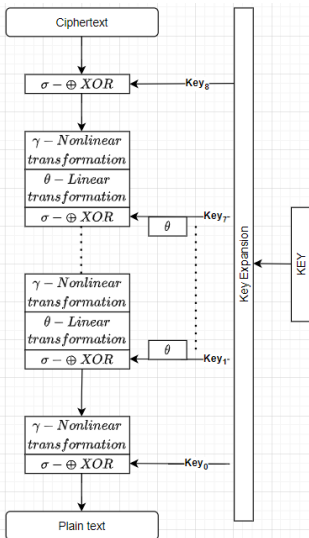 Ciphertext
σ − ⊕ XOR
Key₈
γ − Nonlinear
transformation
θ − Linear
transformation
σ − ⊕ XOR
θ
Key₇
γ − Nonlinear
transformation
θ − Linear
transformation
σ − ⊕ XOR
θ
Key₁
γ − Nonlinear
transformation
σ − ⊕ XOR
Key₀
Plain text
Key Expansion
KEY